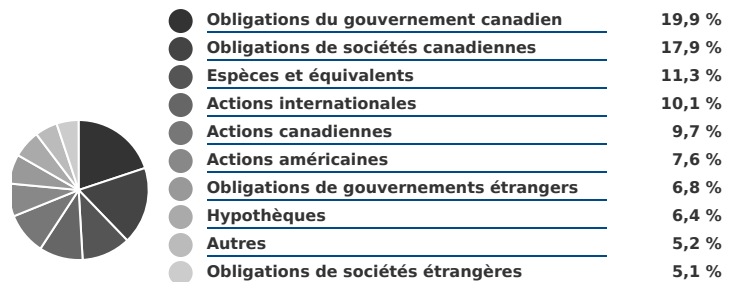 Obligations du gouvernement canadien 19,9 %
Obligations de sociétés canadiennes 17,9 %
Espèces et équivalents 11,3 %
Actions internationales 10,1 %
Actions canadiennes 9,7 %
Actions américaines 7,6 %
Obligations de gouvernements étrangers 6,8 %
Hypothèques 6,4 %
Autres 5,2 %
Obligations de sociétés étrangères 5,1 %